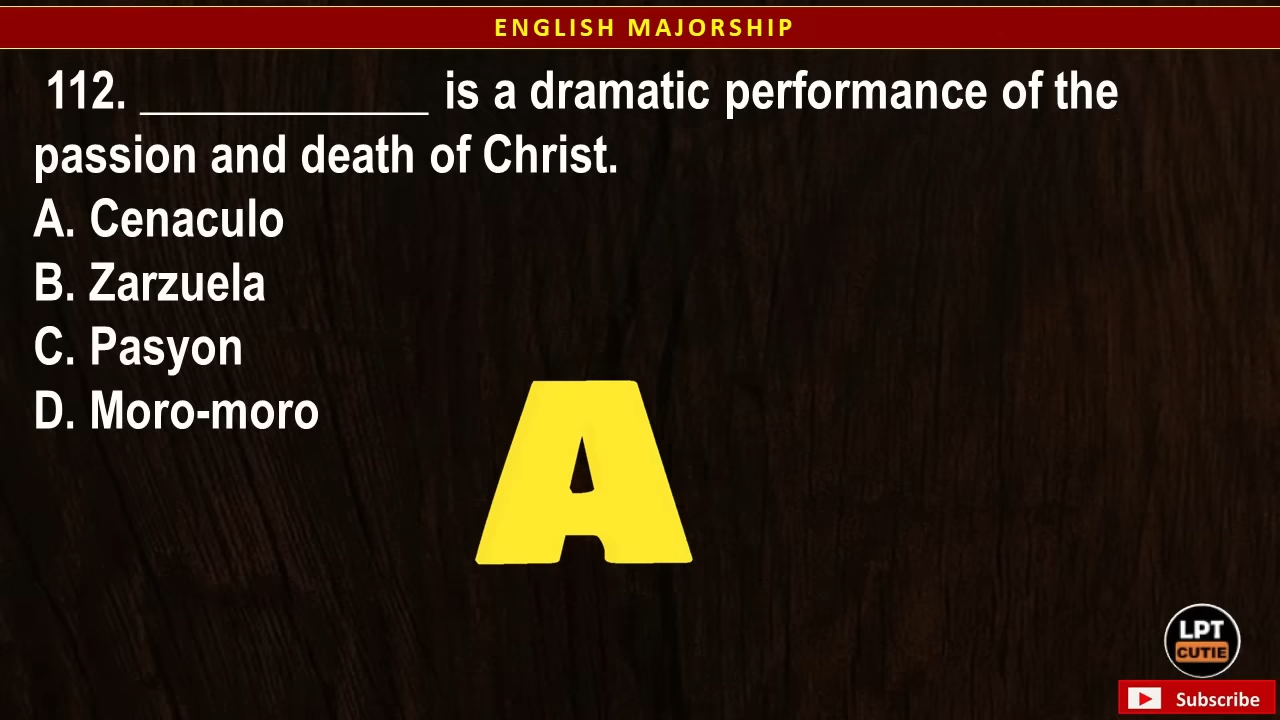 ENGLISH MAJORSHIP
112. ______________ is a dramatic performance of the
passion and death of Christ.
A. Cenaculo
B. Zarzuela
C. Pasyon
D. Moro-moro
A
LPT
CUTIE
Subscribe